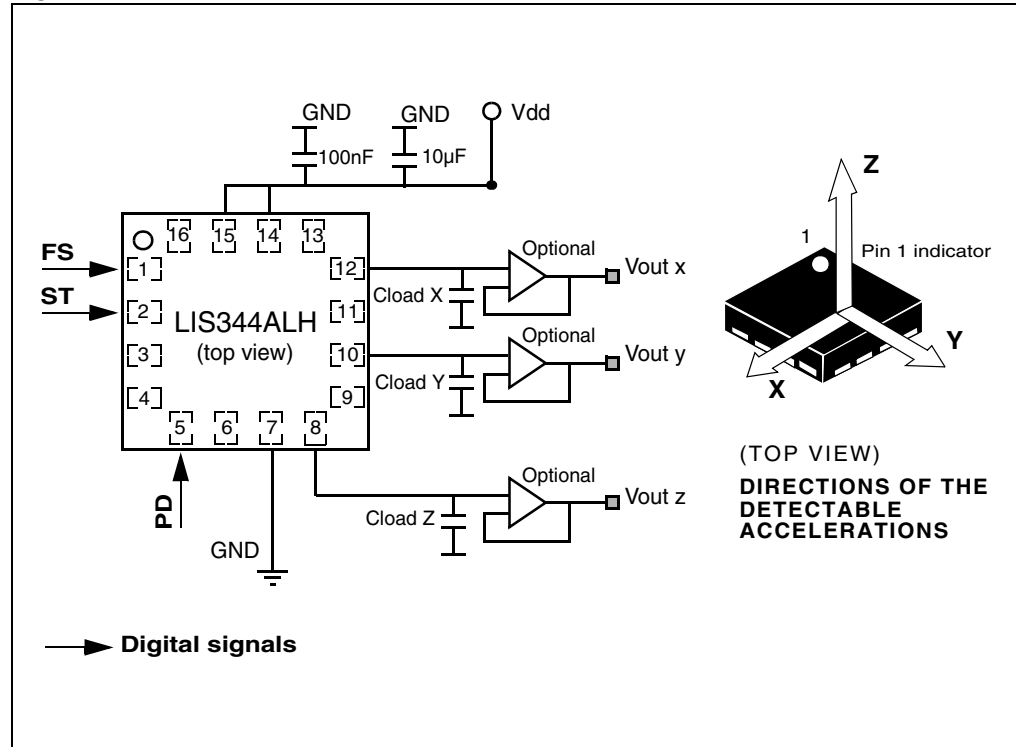 GND GND Vdd
100nF 10µF
16 15 14 13
FS
1
ST
2
3
4
LIS344ALH
(top view)
12
11
10
9
5 6 7 8
PD
GND
Optional
Cload X
Vout x
Optional
Cload Y
Vout y
Optional
Cload Z
Vout z
Z
1
Pin 1 indicator
X
Y
(TOP VIEW)
DIRECTIONS OF THE
DETECTABLE
ACCELERATIONS
Digital signals